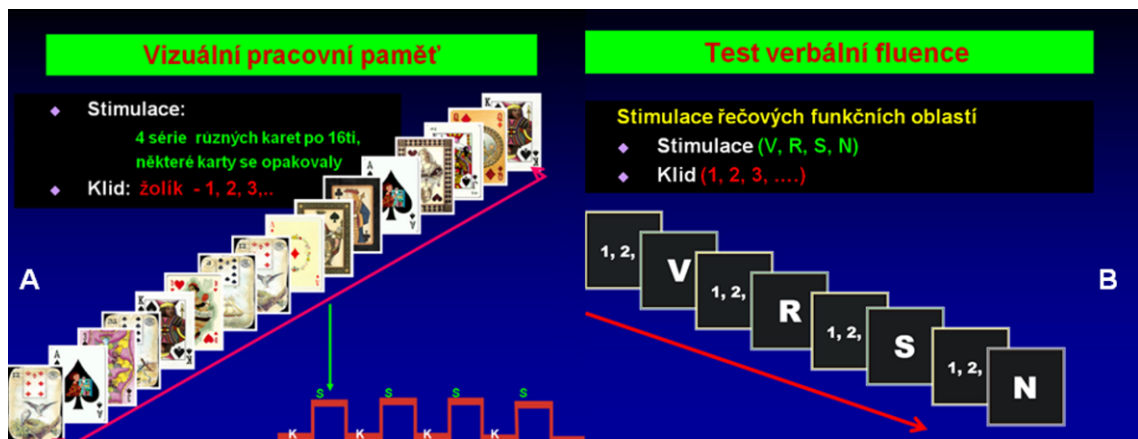 Vizuální pracovní paměť
Stimulace:
4 série rúzných karet po 16ti,
některé karty se opakovaly
Klid: žolík - 1, 2, 3,..
A
S S S S
K K K K
Test verbální fluence
Stimulace řečových funkčních oblastí
Stimulace (V, R, S, N)
Klid (1, 2, 3, ....)
1, 2,
V
1, 2,
R
1, 2,
S
1, 2,
N
B